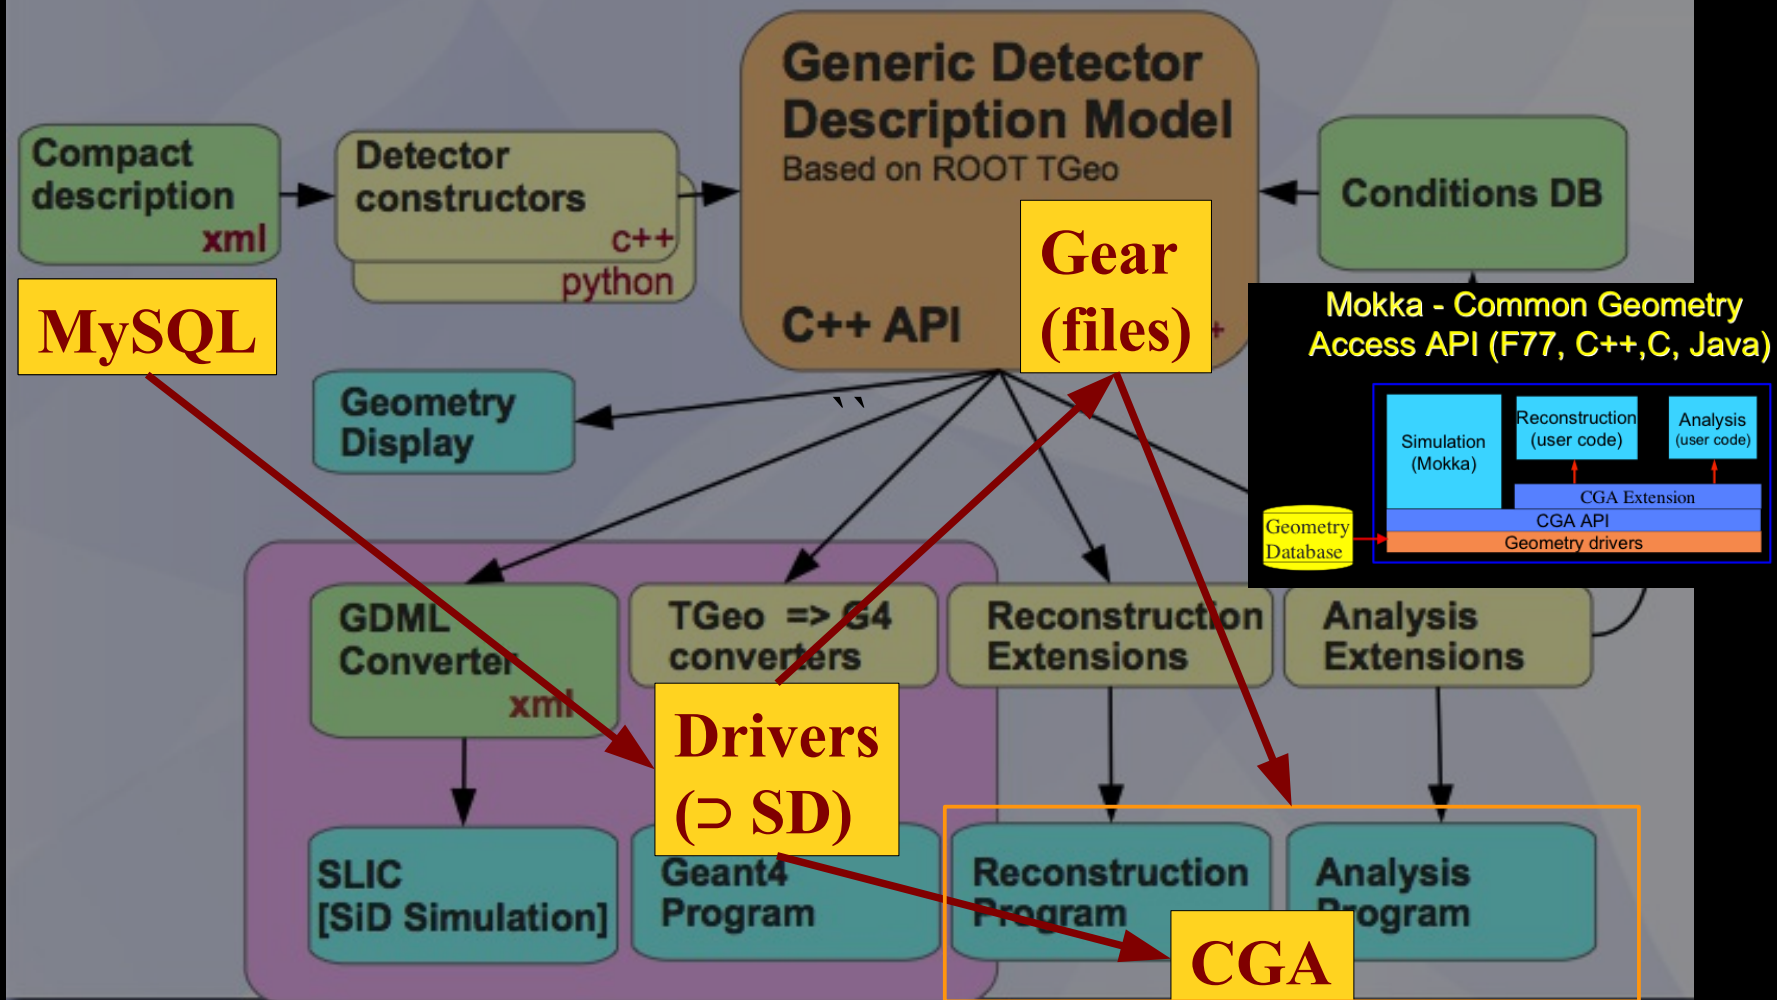 Generic Detector
Description Model
Based on ROOT TGeo
C++ API
Compact
description
xml
Detector
constructors
c++
python
Conditions DB
MySQL
Gear
(files)
+
Mokka - Common Geometry
Access API (F77, C++,C, Java)
Simulation
(Mokka)
Reconstruction
(user code)
Analysis
(user code)
CGA Extension
CGA API
Geometry drivers
Geometry
Database
Geometry
Display
``
GDML
Converter
xml
TGeo => G4
converters
Reconstruction
Extensions
Analysis
Extensions
Drivers
(⊃ SD)
SLIC
[SiD Simulation]
Geant4
Program
Reconstruction
Program
Analysis
Program
CGA